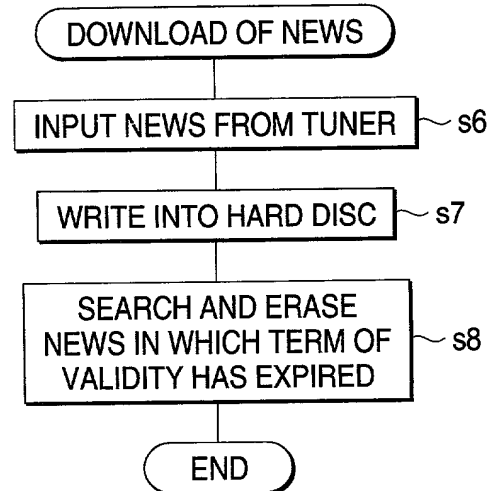 DOWNLOAD OF NEWS
INPUT NEWS FROM TUNER
s6
WRITE INTO HARD DISC
s7
SEARCH AND ERASE
NEWS IN WHICH TERM OF
VALIDITY HAS EXPIRED
s8
END